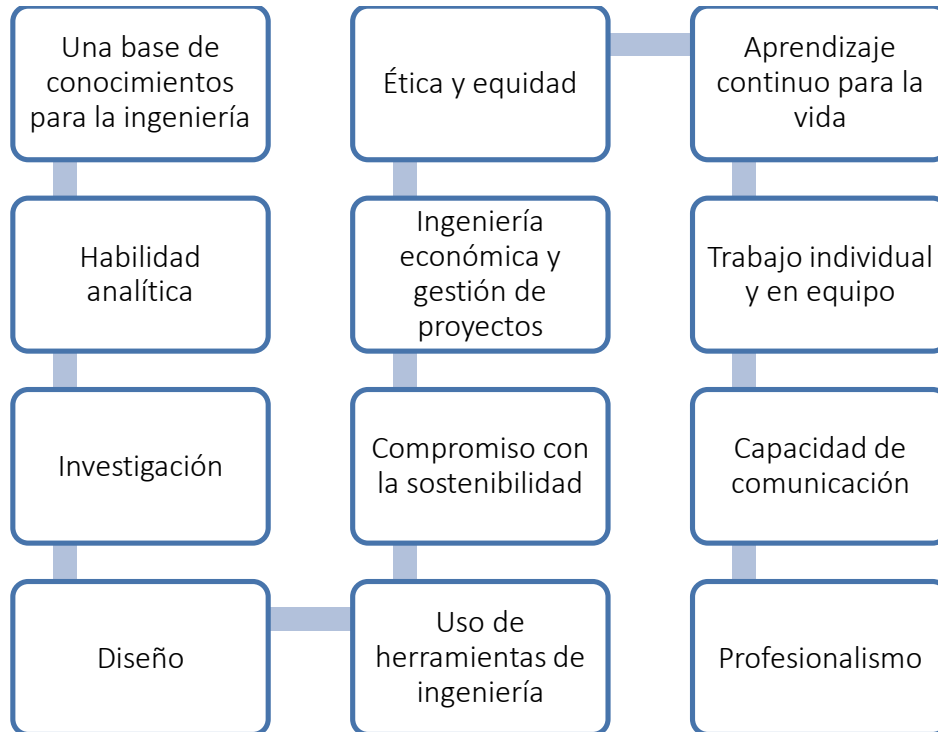 Una base de
conocimientos
para la ingeniería
Habilidad
analítica
Investigación
Diseño
Uso de
herramientas de
ingeniería
Compromiso con
la sostenibilidad
Ingeniería
económica y
gestión de
proyectos
Ética y equidad
Aprendizaje
continuo para la
vida
Trabajo individual
y en equipo
Capacidad de
comunicación
Profesionalismo